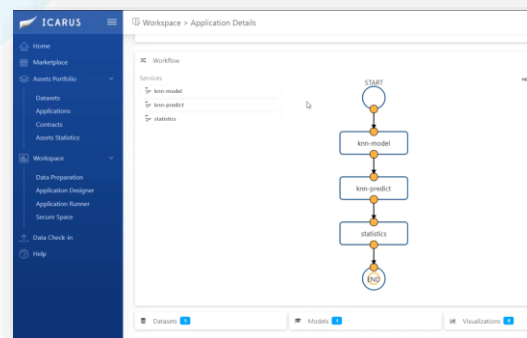 ICARUS
Workspace > Application Details
Home
Marketplace
Assets Portfolio
Datasets
Applications
Contracts
Assets Statistics
Workspace
Data Preparation
Application Designer
Application Runner
Secure Space
Data Check-in
Help
Workflow
Services
knn-model
knn-predict
statistics
START
knn-model
knn-predict
statistics
END
Datasets 1
Models 1
Visualizations